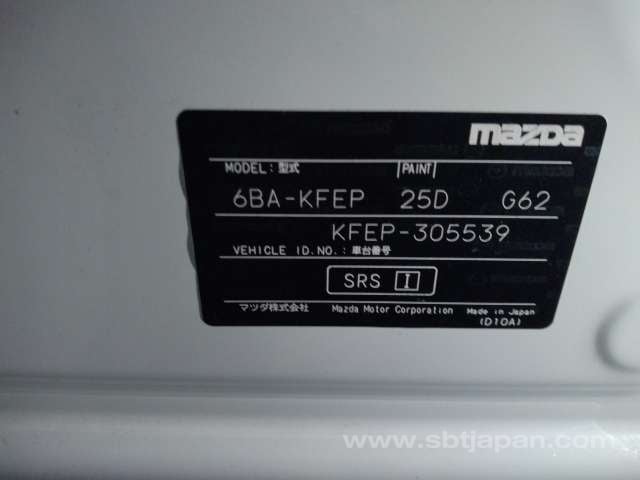 mazda
MODEL: 型式 PAINT
6BA-KFEP 25D G62
KFEP-305539
VEHICLE ID.NO.: 車台番号
SRS I
マツダ株式会社 Mazda Motor Corporation Made in Japan
(D10A)
www.sbtjapan.com